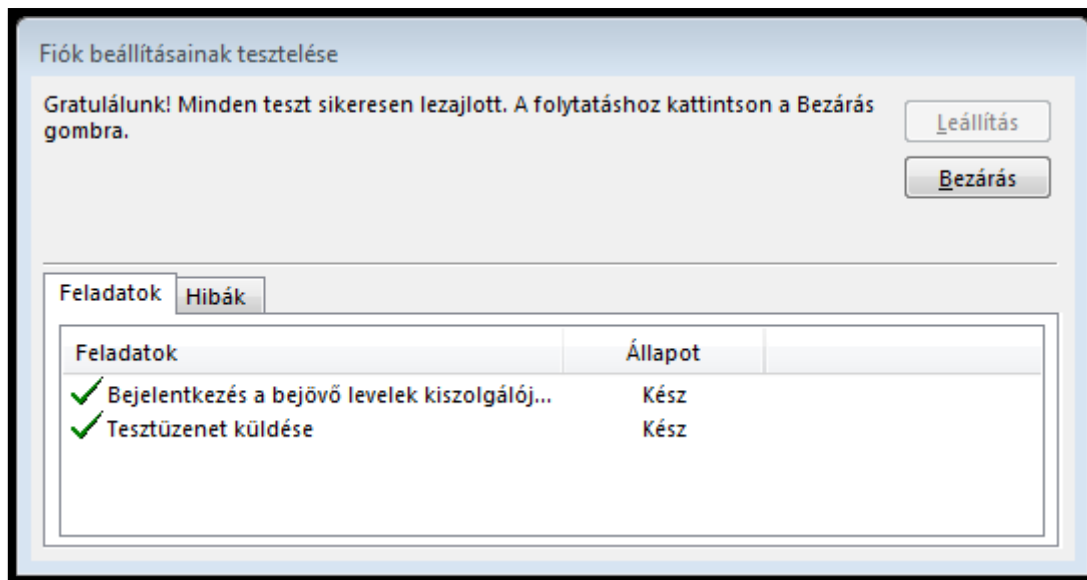 Fiók beállításainak tesztelése
Gratulálunk! Minden teszt sikeresen lezajlott. A folytatáshoz kattintson a Bezárás
gombra.
Leállítás
Bezárás
Feladatok Hibák
Feladatok Állapot
Bejelentkezés a bejövő levelek kiszolgálój... Kész
Tesztüzenet küldése Kész